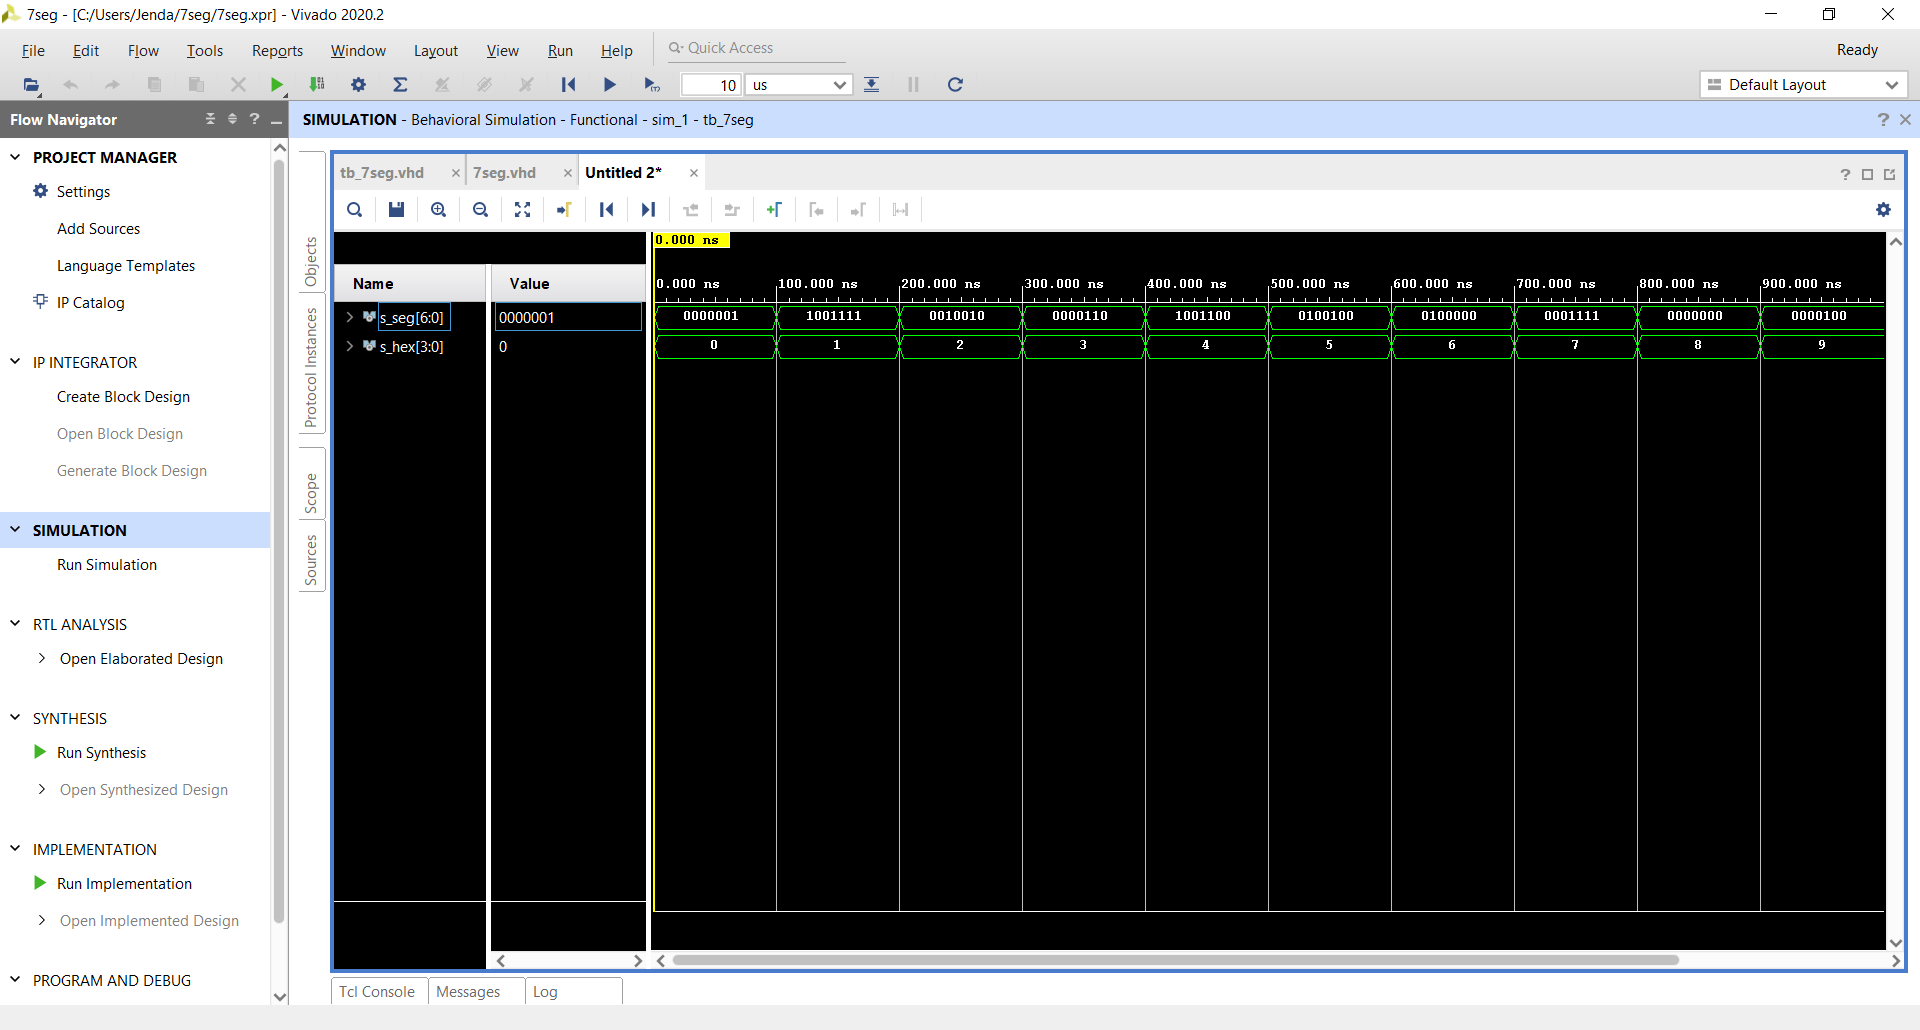 7seg - [C:/Users/Jenda/7seg/7seg.xpr] - Vivado 2020.2
File Edit Flow Tools Reports Window Layout View Run Help Quick Access Ready
10 us Default Layout
Flow Navigator
SIMULATION - Behavioral Simulation - Functional - sim_1 - tb_7seg
PROJECT MANAGER
Settings
Add Sources
Language Templates
IP Catalog
IP INTEGRATOR
Create Block Design
Open Block Design
Generate Block Design
SIMULATION
Run Simulation
RTL ANALYSIS
Open Elaborated Design
SYNTHESIS
Run Synthesis
Open Synthesized Design
IMPLEMENTATION
Run Implementation
Open Implemented Design
PROGRAM AND DEBUG
Objects
Protocol Instances
Scope
Sources
tb_7seg.vhd 7seg.vhd Untitled 2*
0.000 ns
Name Value
0.000 ns 100.000 ns 200.000 ns 300.000 ns 400.000 ns 500.000 ns 600.000 ns 700.000 ns 800.000 ns 900.000 ns
s_seg[6:0] 0000001 0000001 1001111 0010010 0000110 1001100 0100100 0100000 0001111 0000000 0000100
s_hex[3:0] 0 0 1 2 3 4 5 6 7 8 9
Tcl Console Messages Log